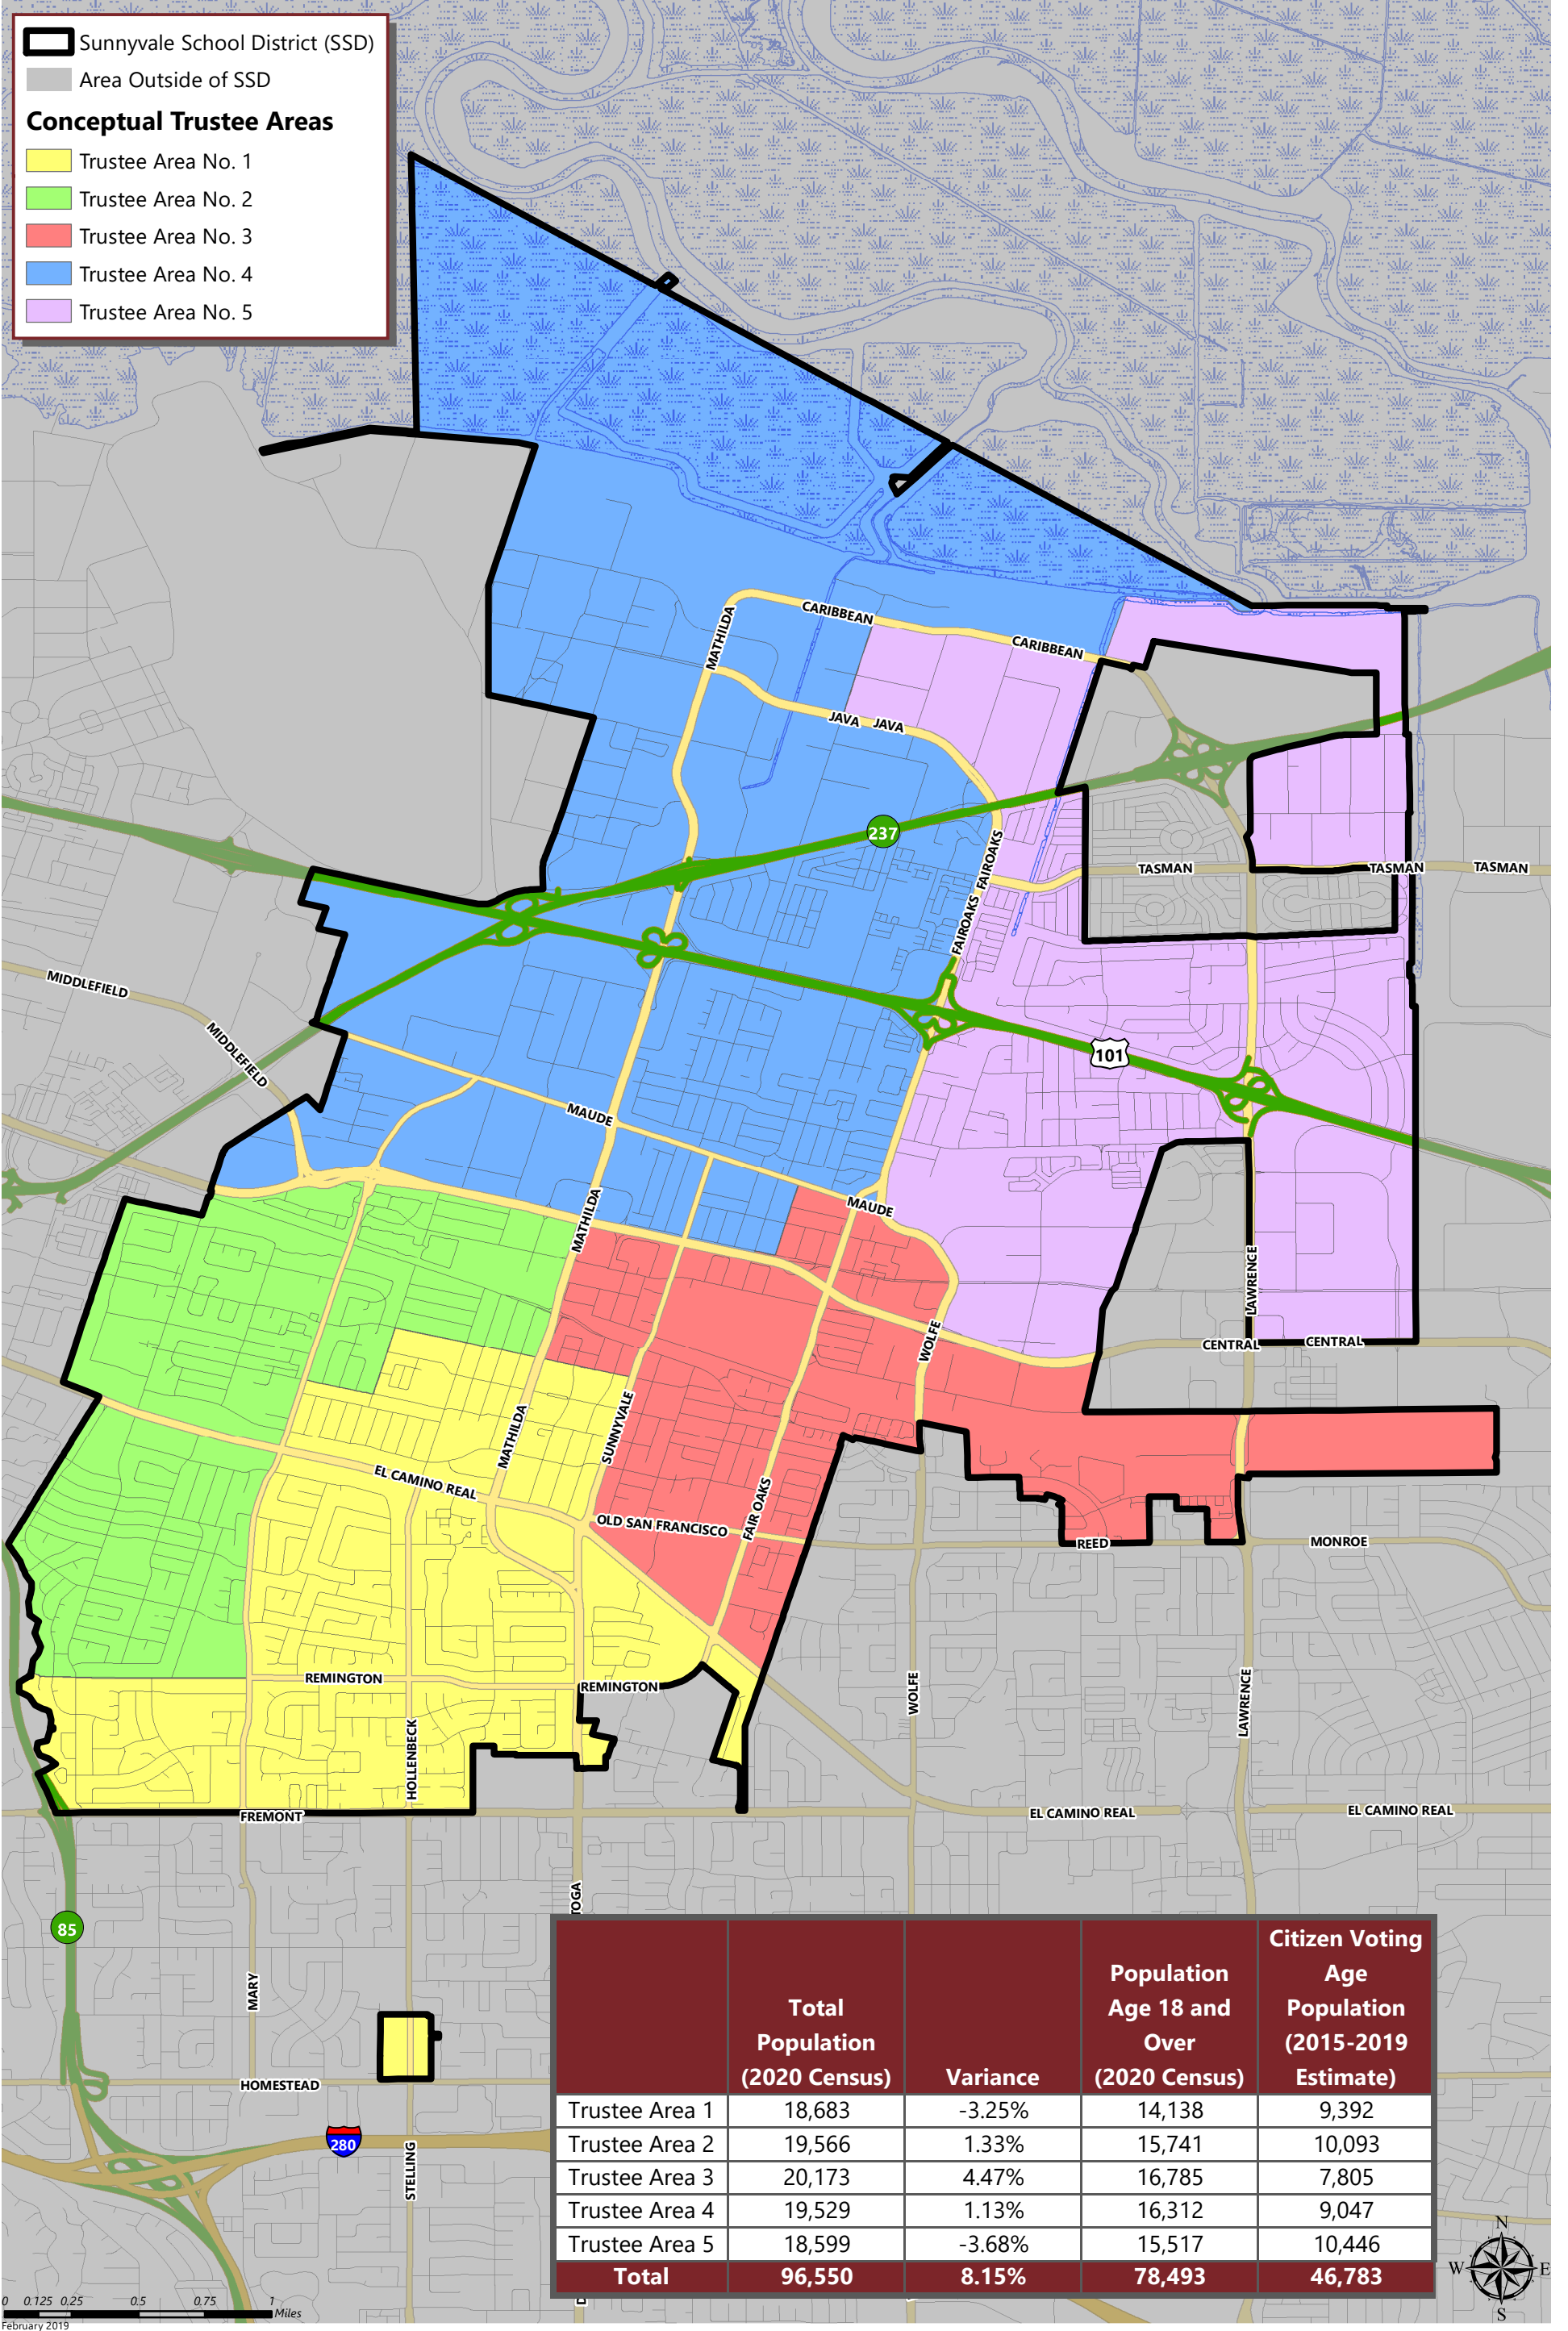 Sunnyvale School District (SSD)
Area Outside of SSD
Conceptual Trustee Areas
Trustee Area No. 1
Trustee Area No. 2
Trustee Area No. 3
Trustee Area No. 4
Trustee Area No. 5
CARIBBEAN
MATHILDA
CARIBBEAN
JAVA
JAVA
237
FAIROAKS
TASMAN
TASMAN
TASMAN
FAIROAKS
MIDDLEFIELD
MIDDLEFIELD
101
MAUDE
MAUDE
MATHILDA
LAWRENCE
WOLFE
CENTRAL
CENTRAL
MATHILDA
SUNNYVALE
EL CAMINO REAL
FAIR OAKS
OLD SAN FRANCISCO
REED
MONROE
REMINGTON
REMINGTON
WOLFE
LAWRENCE
HOLLENBECK
FREMONT
EL CAMINO REAL
EL CAMINO REAL
TOGA
85
MARY
HOMESTEAD
280
STELLING
Total Population (2020 Census)
Variance
Population Age 18 and Over (2020 Census)
Citizen Voting Age Population (2015-2019 Estimate)
Trustee Area 1 18,683 -3.25% 14,138 9,392
Trustee Area 2 19,566 1.33% 15,741 10,093
Trustee Area 3 20,173 4.47% 16,785 7,805
Trustee Area 4 19,529 1.13% 16,312 9,047
Trustee Area 5 18,599 -3.68% 15,517 10,446
Total 96,550 8.15% 78,493 46,783
N
W E
S
0 0.125 0.25 0.5 0.75 1
Miles
February 2019